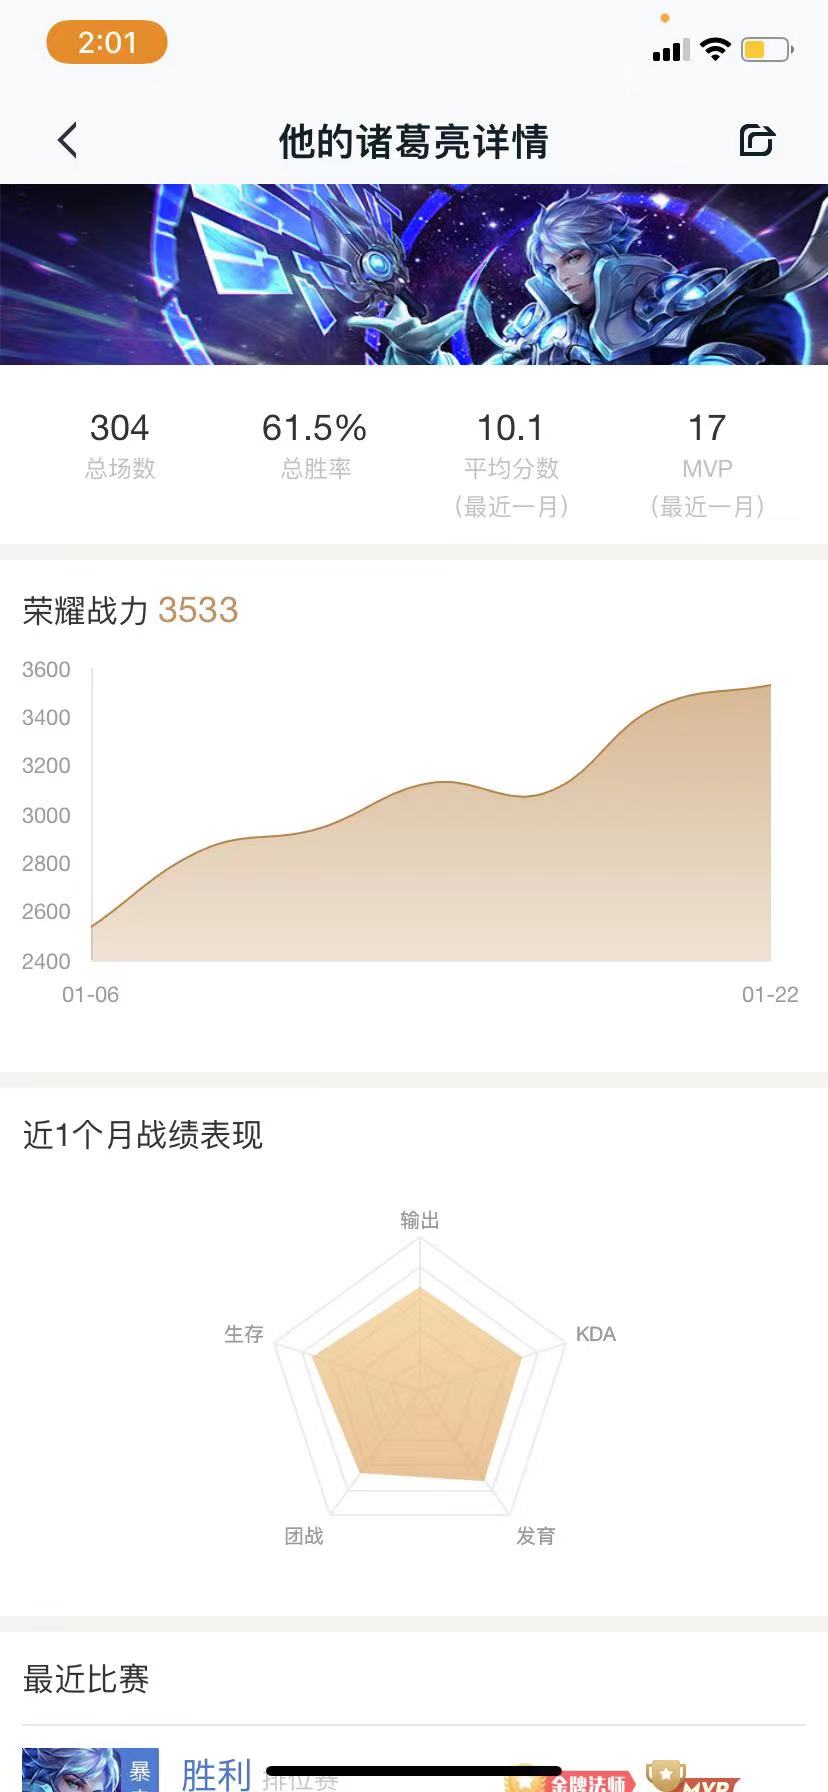 2:01
他的诸葛亮详情
304 61.5% 10.1 17
总场数 总胜率 平均分数 MVP
（最近一月） （最近一月）
荣耀战力 3533
3600
3400
3200
3000
2800
2600
2400
01-06 01-22
近1个月战绩表现
输出
生存 KDA
团战 发育
最近比赛
暴 胜利 排位赛 金牌法师 MVP